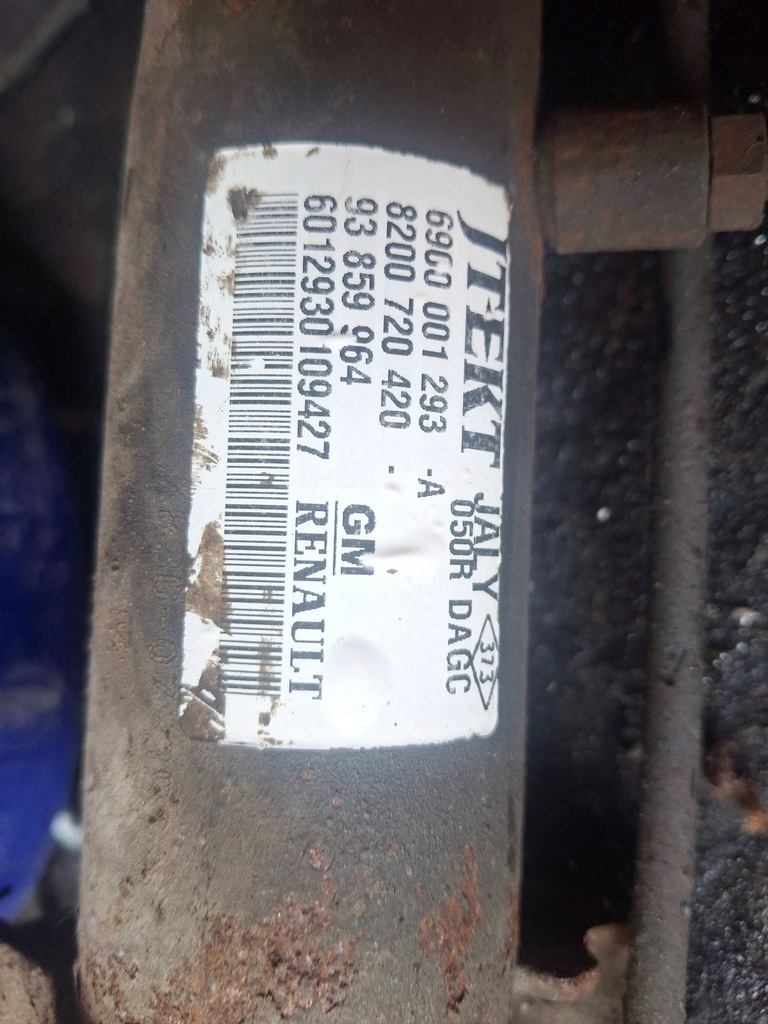 JTEKT JALY <373>
6900 001 293 -A 050R DAGC
8200 720 420 -
93 859 964 GM
6012930109427 RENAULT